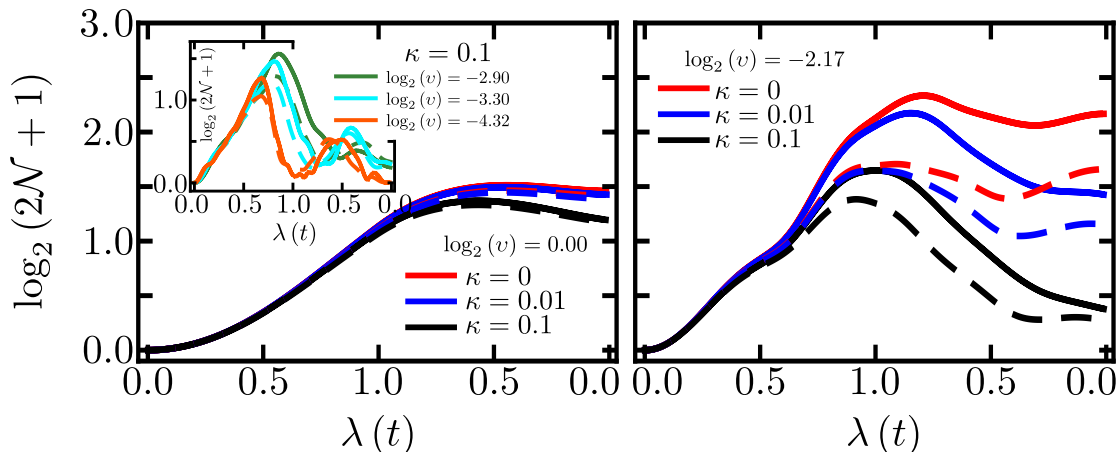 log₂ (2𝒩 + 1)
3.0
2.0
1.0
0.0
log₂ (2𝒩 + 1)
1.0
0.0
0.0 0.5 1.0 0.5 0.0
λ (t)
κ = 0.1
log₂ (υ) = −2.90
log₂ (υ) = −3.30
log₂ (υ) = −4.32
log₂ (υ) = 0.00
κ = 0
κ = 0.01
κ = 0.1
0.0 0.5 1.0 0.5 0.0
λ (t)
log₂ (υ) = −2.17
κ = 0
κ = 0.01
κ = 0.1
0.0 0.5 1.0 0.5 0.0
λ (t)